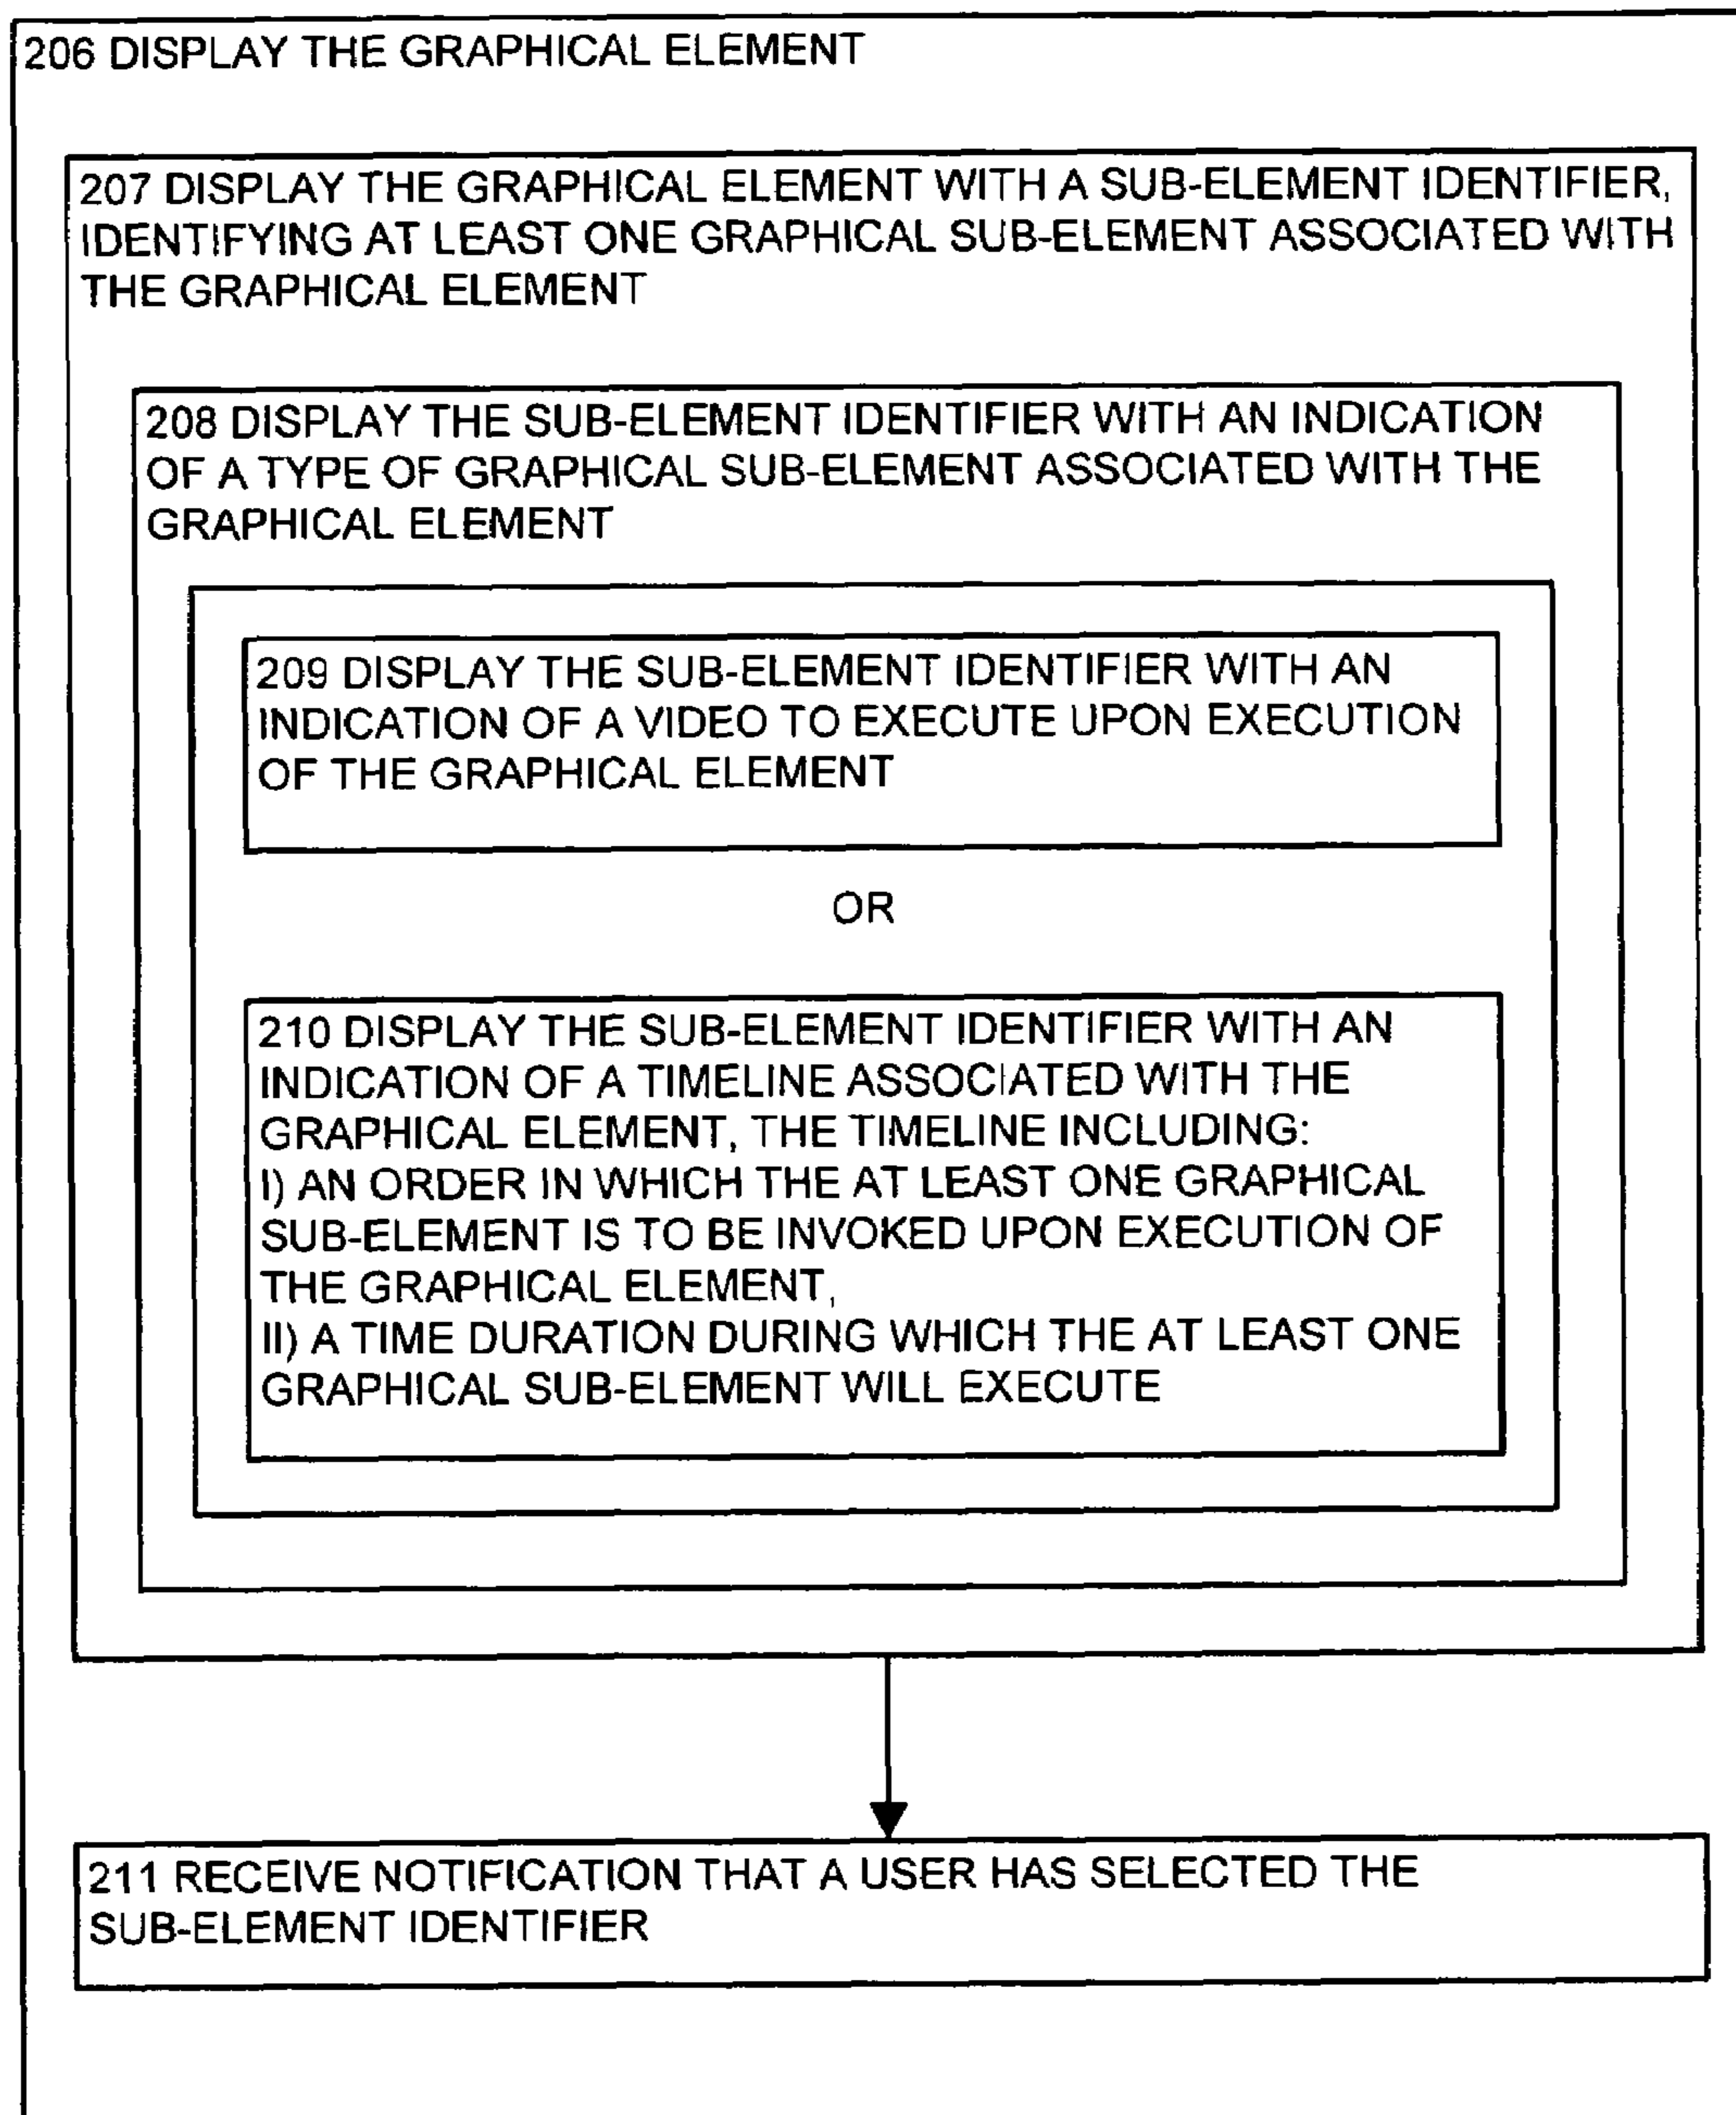 206 DISPLAY THE GRAPHICAL ELEMENT
207 DISPLAY THE GRAPHICAL ELEMENT WITH A SUB-ELEMENT IDENTIFIER,
IDENTIFYING AT LEAST ONE GRAPHICAL SUB-ELEMENT ASSOCIATED WITH
THE GRAPHICAL ELEMENT
208 DISPLAY THE SUB-ELEMENT IDENTIFIER WITH AN INDICATION
OF A TYPE OF GRAPHICAL SUB-ELEMENT ASSOCIATED WITH THE
GRAPHICAL ELEMENT
209 DISPLAY THE SUB-ELEMENT IDENTIFIER WITH AN
INDICATION OF A VIDEO TO EXECUTE UPON EXECUTION
OF THE GRAPHICAL ELEMENT
OR
210 DISPLAY THE SUB-ELEMENT IDENTIFIER WITH AN
INDICATION OF A TIMELINE ASSOCIATED WITH THE
GRAPHICAL ELEMENT, THE TIMELINE INCLUDING:
I) AN ORDER IN WHICH THE AT LEAST ONE GRAPHICAL
SUB-ELEMENT IS TO BE INVOKED UPON EXECUTION OF
THE GRAPHICAL ELEMENT,
II) A TIME DURATION DURING WHICH THE AT LEAST ONE
GRAPHICAL SUB-ELEMENT WILL EXECUTE
211 RECEIVE NOTIFICATION THAT A USER HAS SELECTED THE
SUB-ELEMENT IDENTIFIER